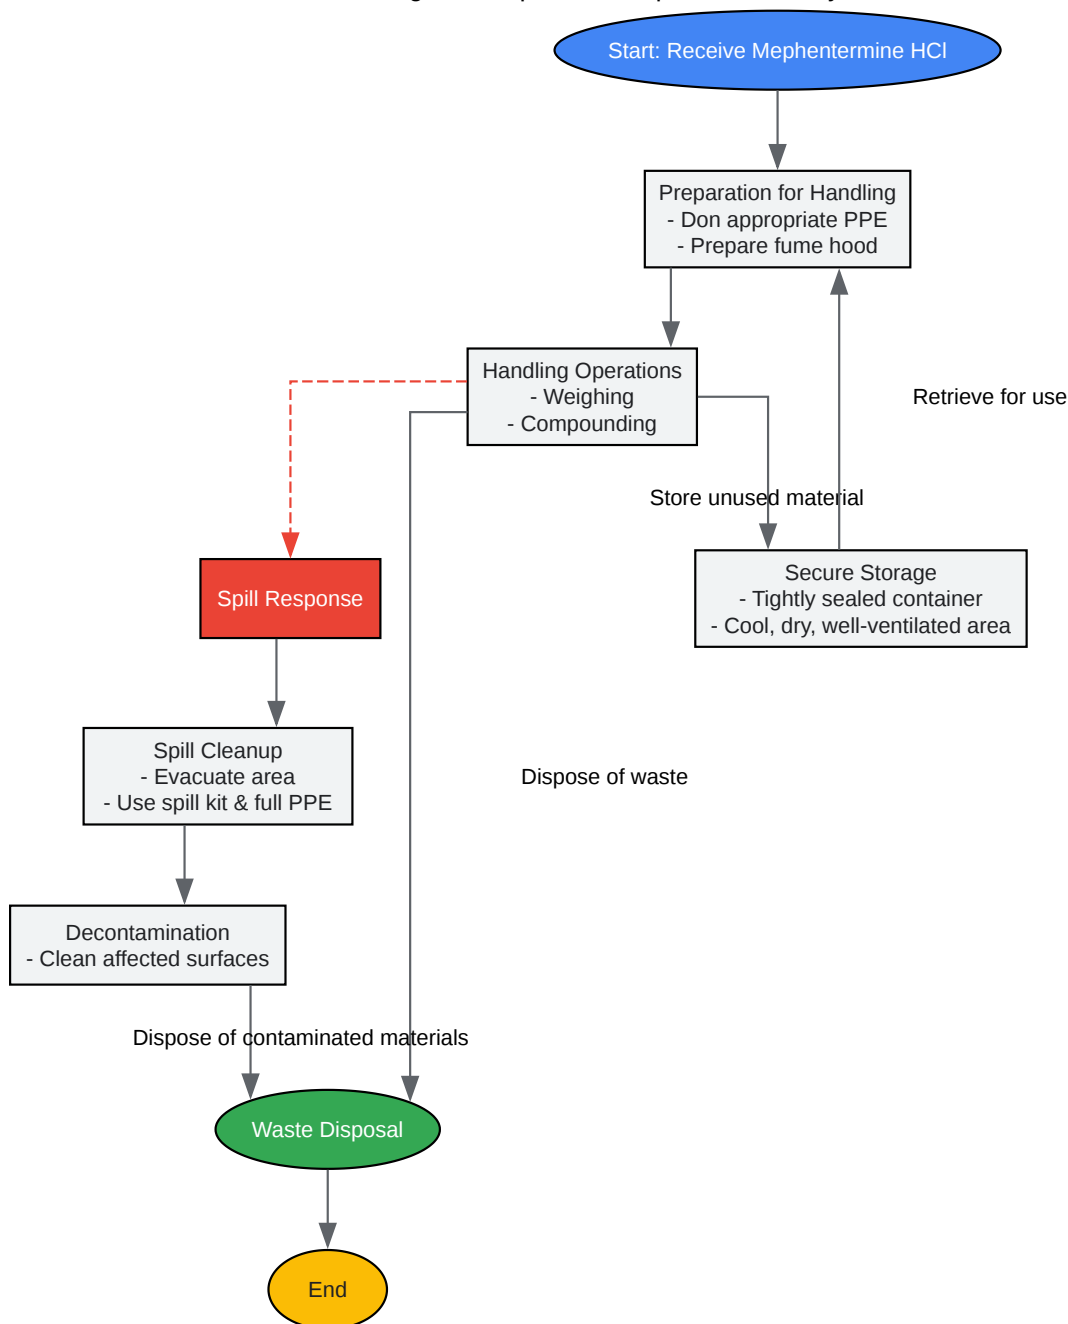 Start: Receive Mephentermine HCl
Preparation for Handling
- Don appropriate PPE
- Prepare fume hood
Handling Operations
- Weighing
- Compounding
Retrieve for use
Store unused material
Secure Storage
- Tightly sealed container
- Cool, dry, well-ventilated area
Spill Response
Spill Cleanup
- Evacuate area
- Use spill kit & full PPE
Dispose of waste
Decontamination
- Clean affected surfaces
Dispose of contaminated materials
Waste Disposal
End